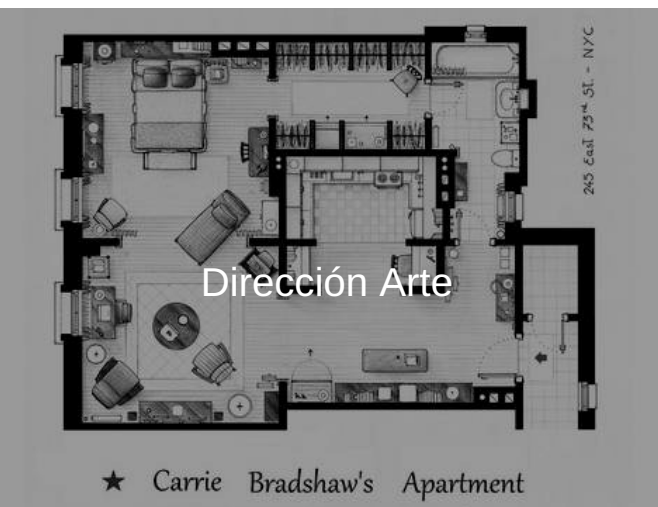 245 East 73rd St. - NYC
Dirección Arte
★ Carrie Bradshaw's Apartment